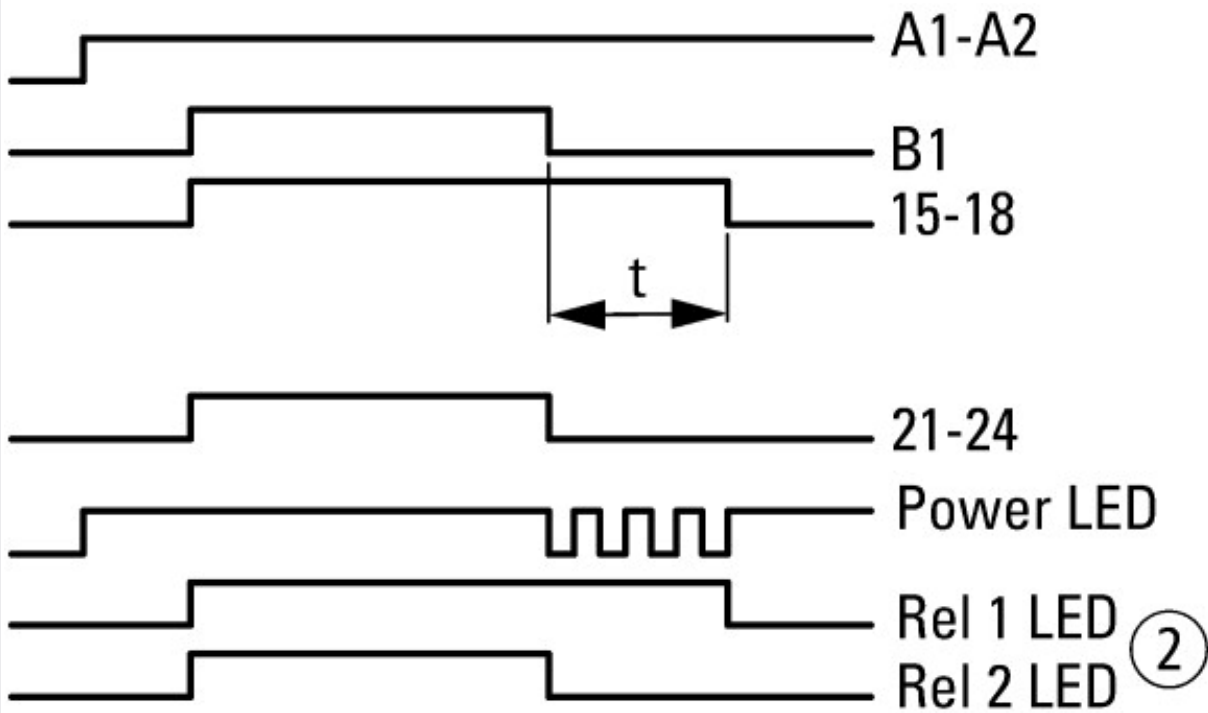 A1-A2
B1
15-18
t
21-24
Power LED
Rel 1 LED
2
Rel 2 LED